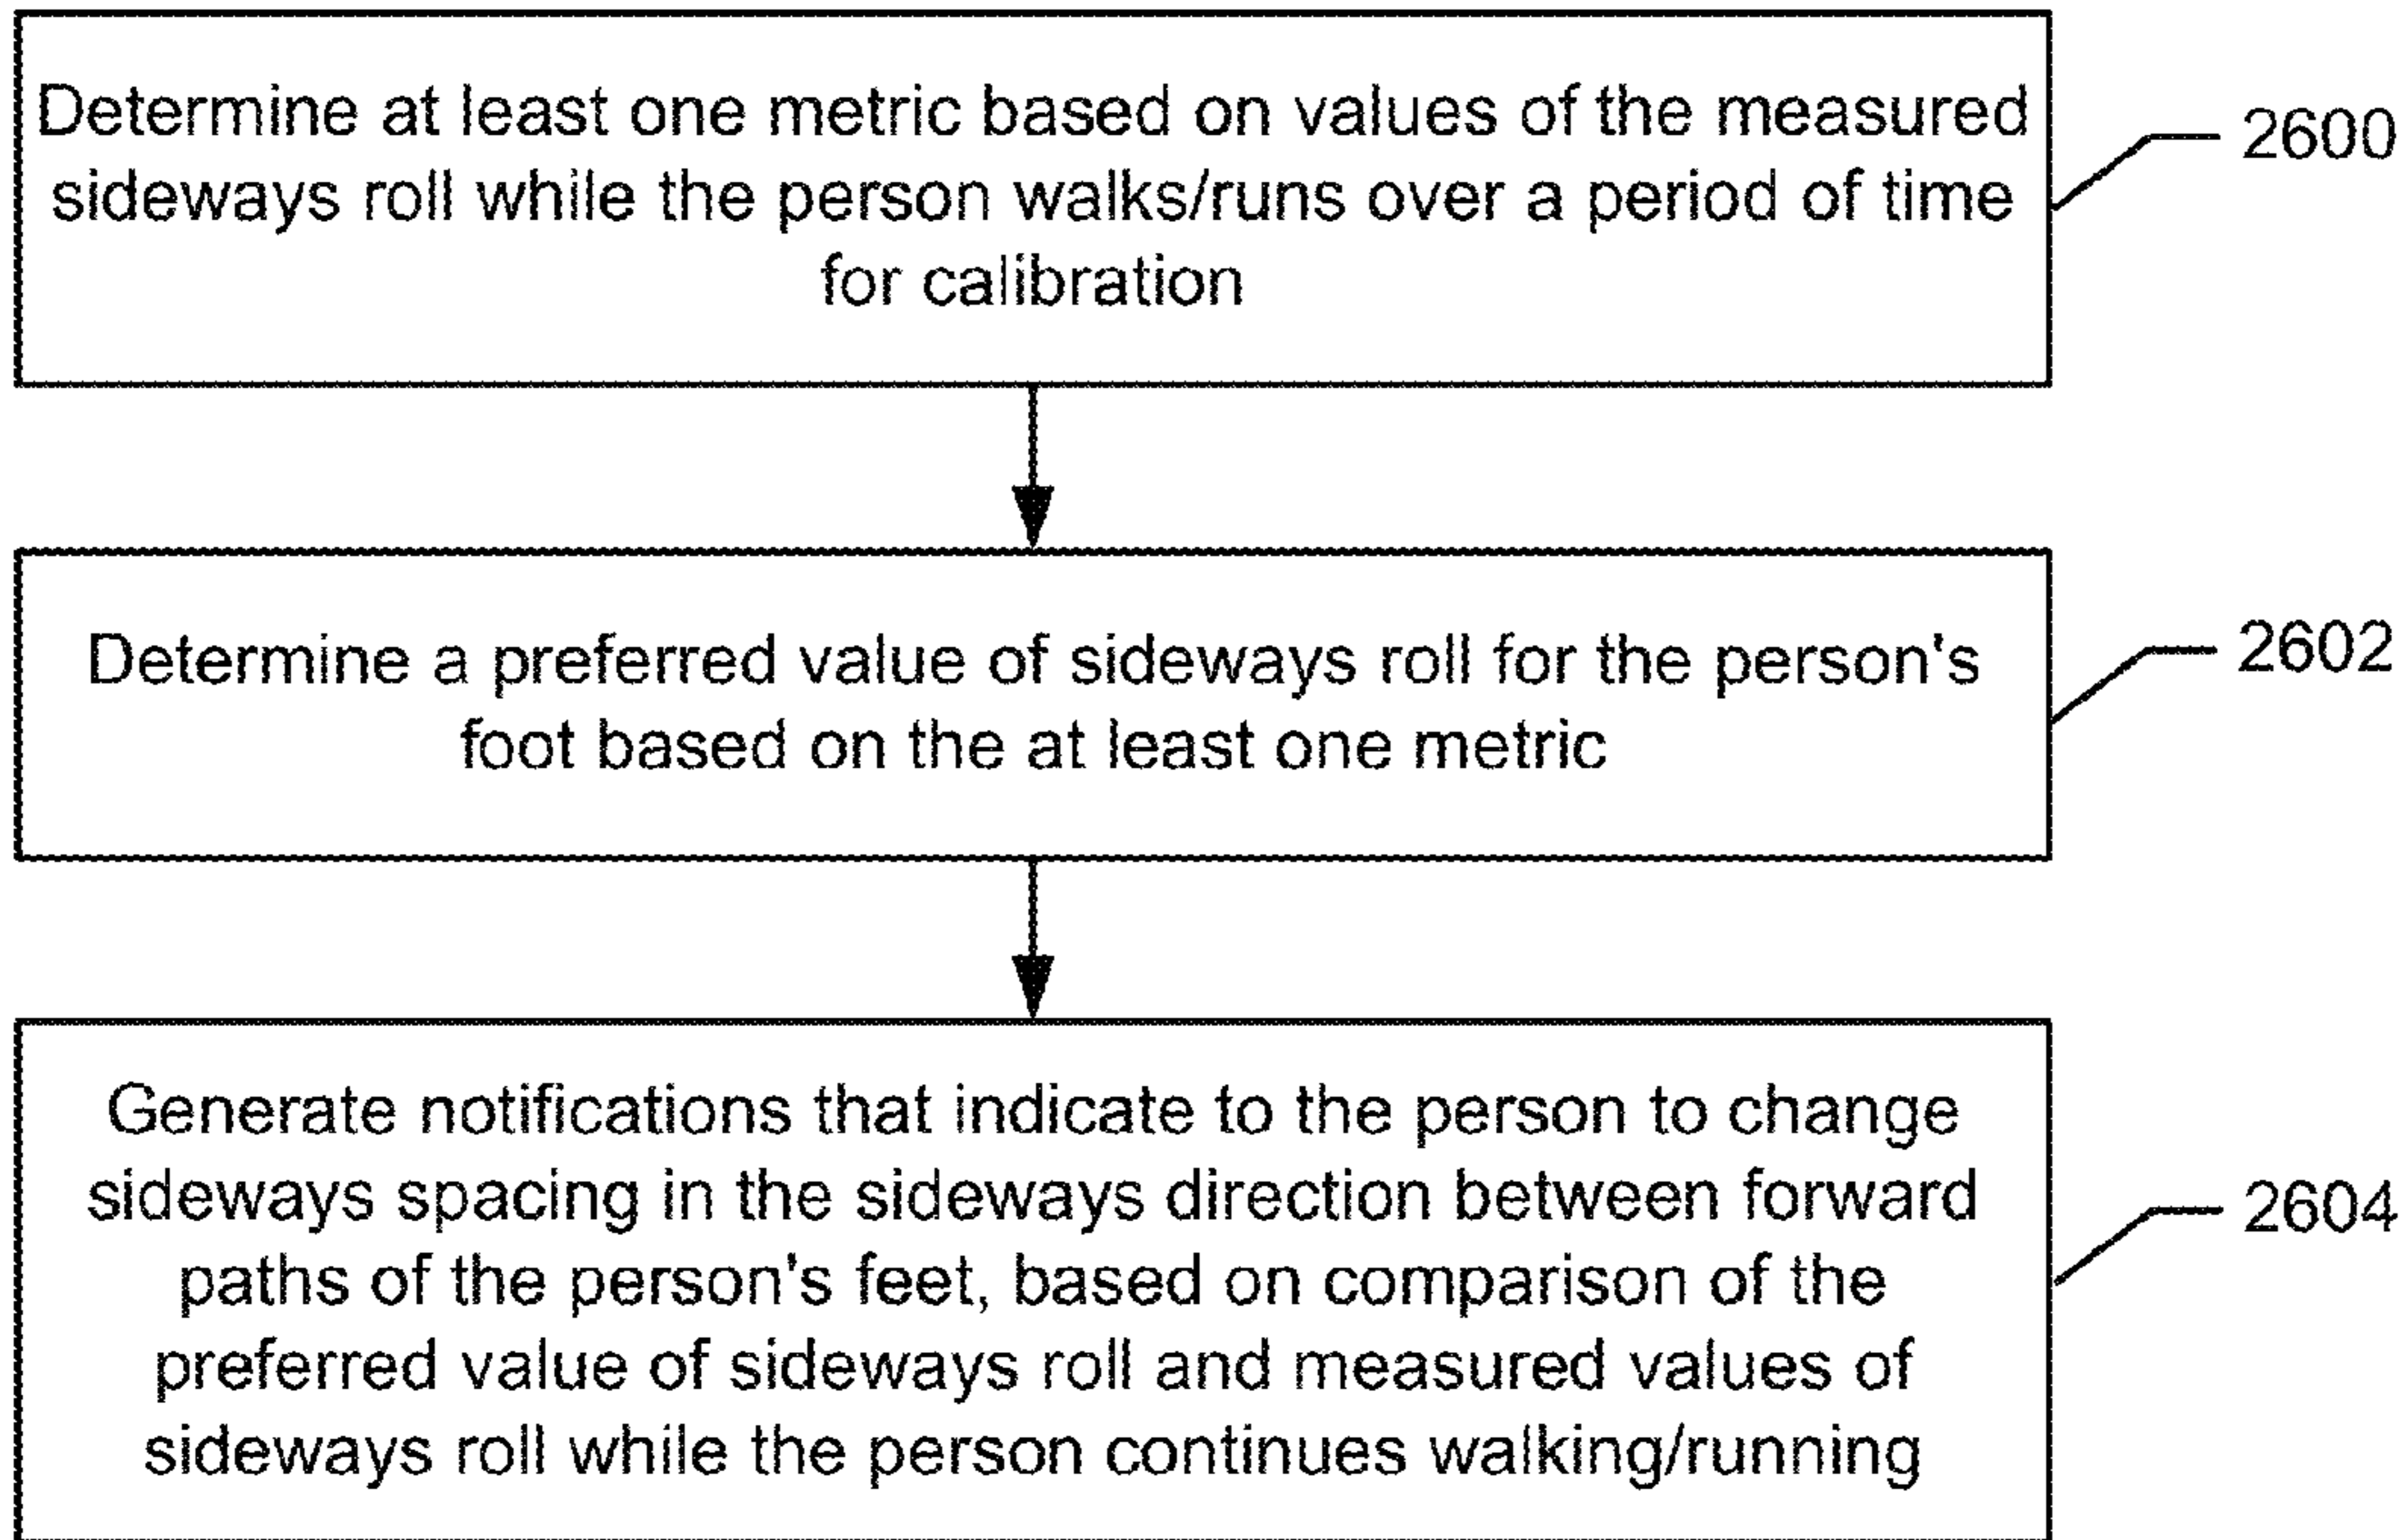 Determine at least one metric based on values of the measured
sideways roll while the person walks/runs over a period of time
for calibration
2600
Determine a preferred value of sideways roll for the person's
foot based on the at least one metric
2602
Generate notifications that indicate to the person to change
sideways spacing in the sideways direction between forward
paths of the person's feet, based on comparison of the
preferred value of sideways roll and measured values of
sideways roll while the person continues walking/running
2604